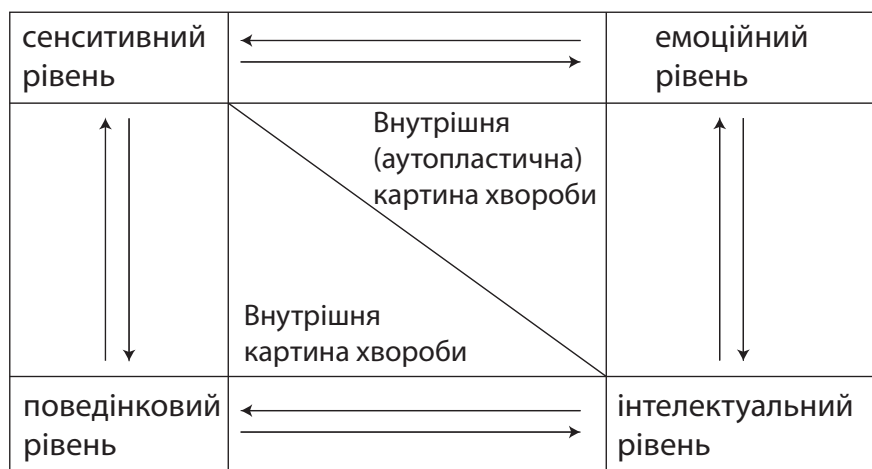 сенситивний
рівень
емоційний
рівень
Внутрішня
(аутопластична)
картина хвороби
Внутрішня
картина хвороби
поведінковий
рівень
інтелектуальний
рівень